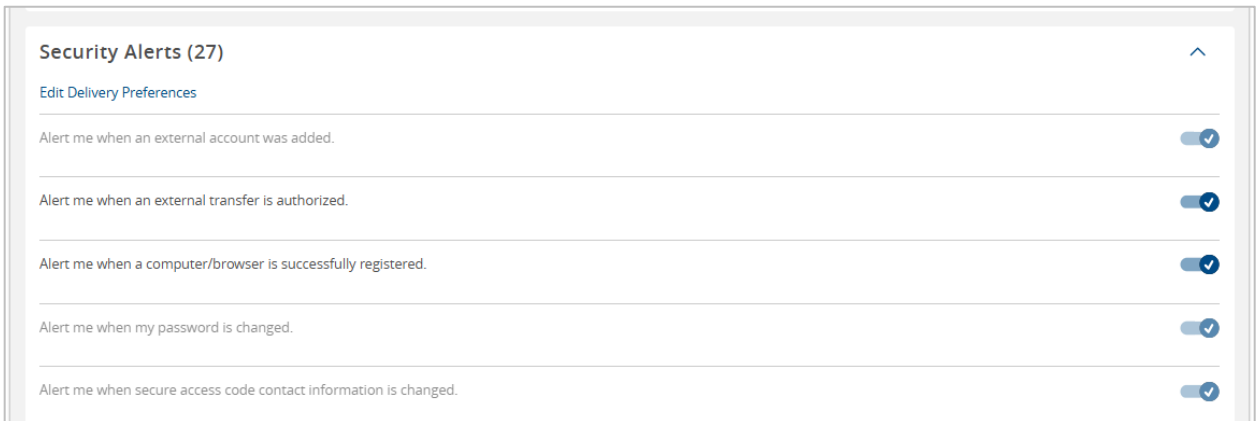 Security Alerts (27)
Edit Delivery Preferences
Alert me when an external account was added.
Alert me when an external transfer is authorized.
Alert me when a computer/browser is successfully registered.
Alert me when my password is changed.
Alert me when secure access code contact information is changed.